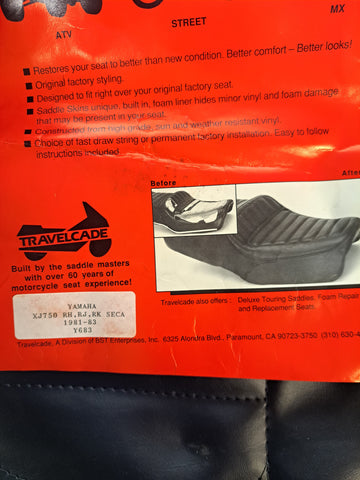 MX
STREET
ATV
Restores your seat to better than new condition. Better comfort – Better looks!
Original factory styling.
Designed to fit right over your original factory seat.
Saddle Skins unique, built in, foam liner hides minor vinyl and foam damage
that may be present in your seat.
Constructed from high grade, sun and weather resistant vinyl.
Choice of fast draw string or permanent factory installation. Easy to follow
instructions included.
Before
After
TRAVELCADE
Built by the saddle masters
with over 60 years of
motorcycle seat experience!
Travelcade also offers : Deluxe Touring Saddles, Foam Repair
and Replacement Seats.
YAMAHA
XJ750 RH,RJ,RK SECA
1981-83
Y683
Travelcade, A Division of BST Enterprises, Inc. 6325 Alondra Blvd., Paramount, CA 90723-3750 (310) 630-4